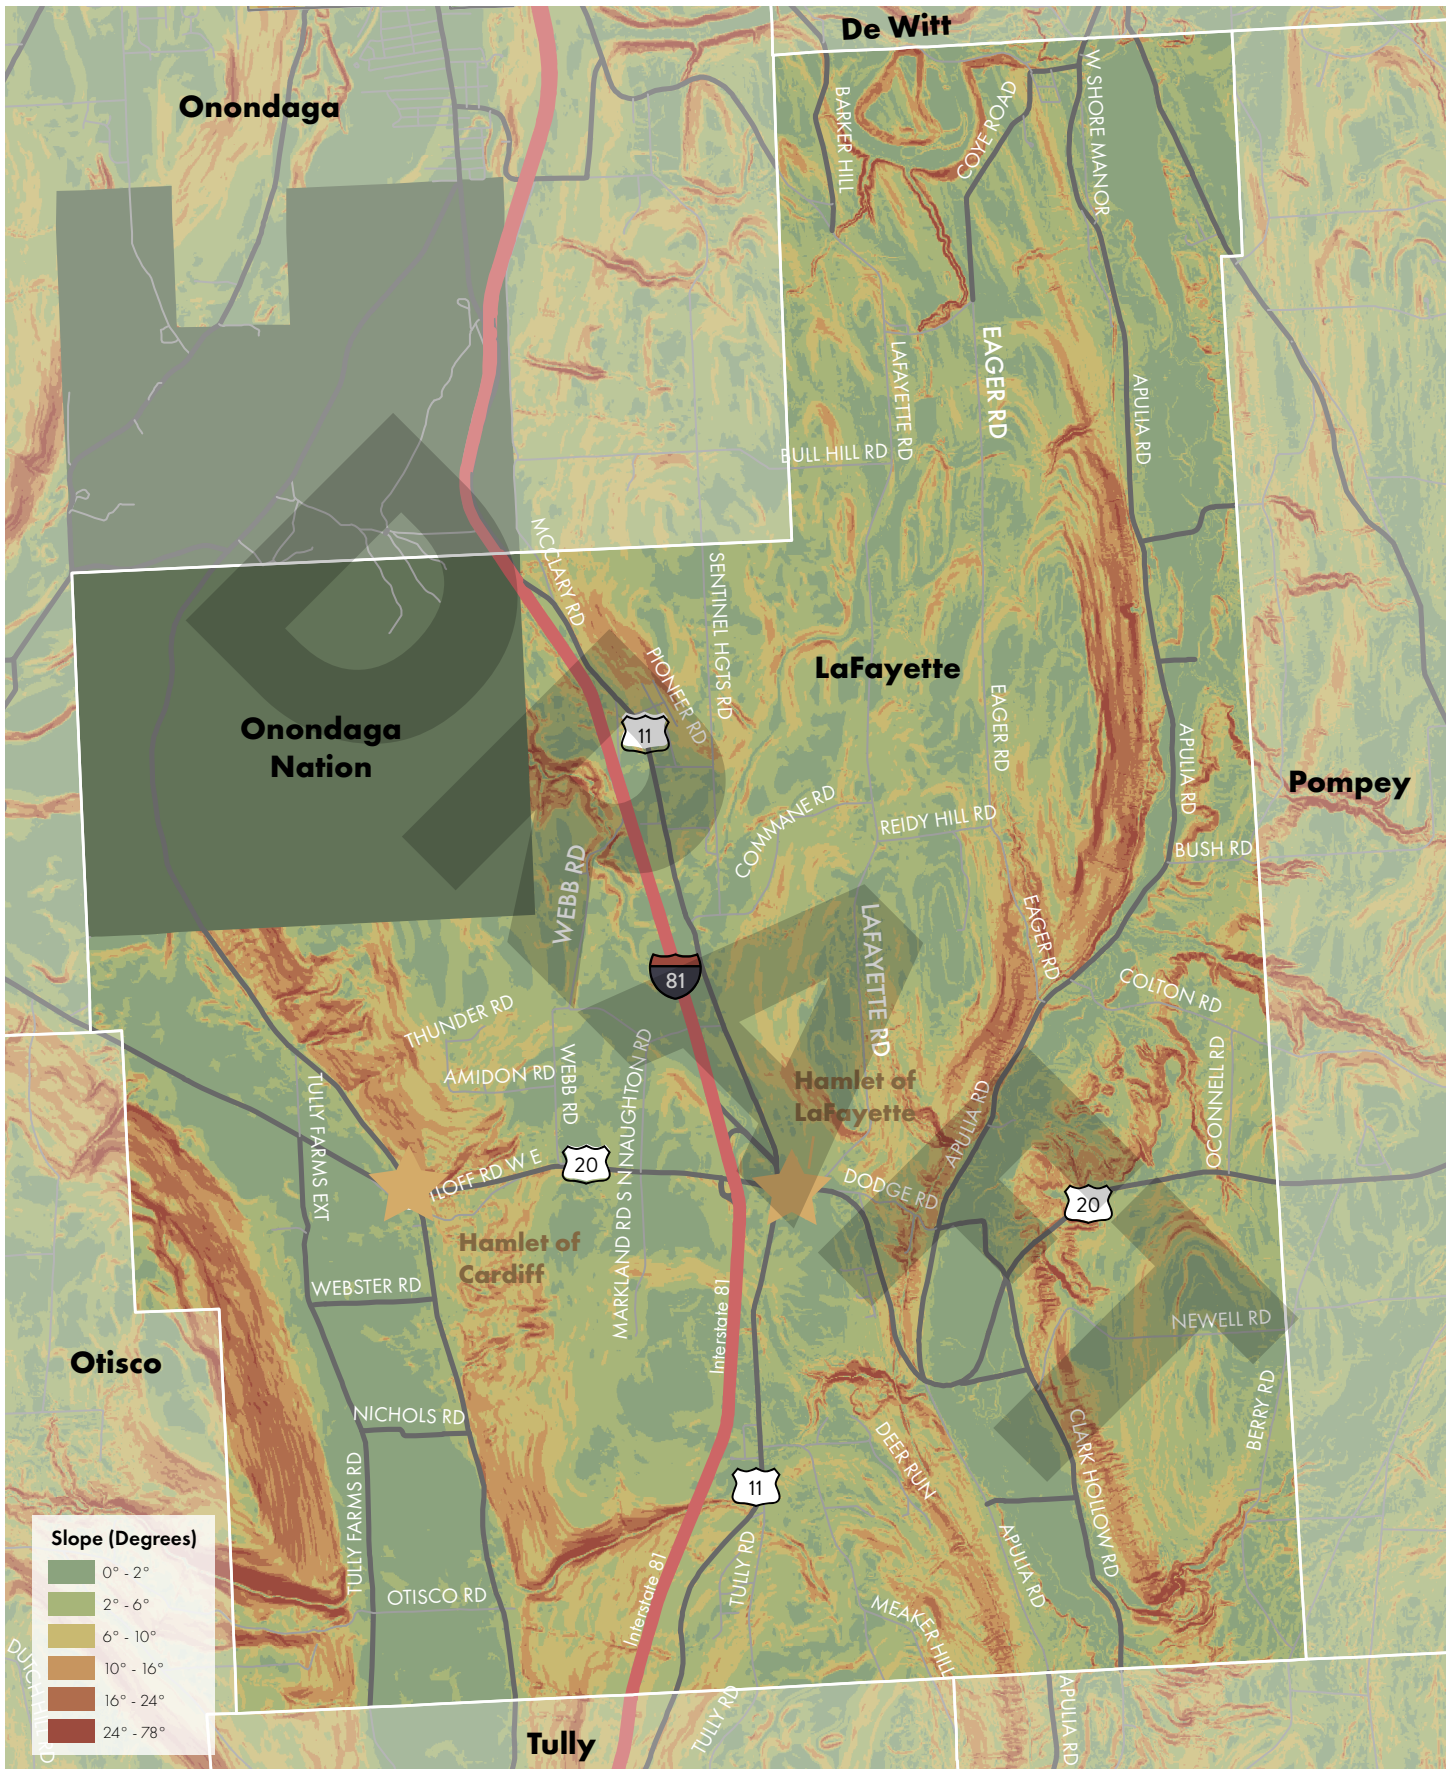 De Witt
Onondaga
BARKER HILL
COYE ROAD
W SHORE MANOR
LAFAYETTE RD
EAGER RD
APULIA RD
BULL HILL RD
MCCLARY RD
SENTINEL HGTS RD
PIONEER RD
LaFayette
EAGER RD
Onondaga
Nation
11
APULIA RD
Pompey
COMMANE RD
REIDY HILL RD
BUSH RD
WEBB RD
LAFAYETTE RD
EAGER RD
81
COLTON RD
THUNDER RD
AMIDON RD
WEBB RD
MARKLAND RD S N NAUGHTON RD
OCONNELL RD
TULLY FARMS EXT
Hamlet of
LaFayette
APULIA RD
LOFF RD W E
20
DODGE RD
20
Hamlet of
Cardiff
WEBSTER RD
Interstate 81
NEWELL RD
Otisco
NICHOLS RD
BERRY RD
DEER RUN
CLARK HOLLOW RD
TULLY FARMS RD
11
Slope (Degrees)
0° - 2°
2° - 6°
6° - 10°
10° - 16°
16° - 24°
24° - 78°
OTISCO RD
Interstate 81
TULLY RD
APULIA RD
MEAKER HILL
DUTCH HILL RD
TULLY RD
APULIA RD
Tully
DRAFT